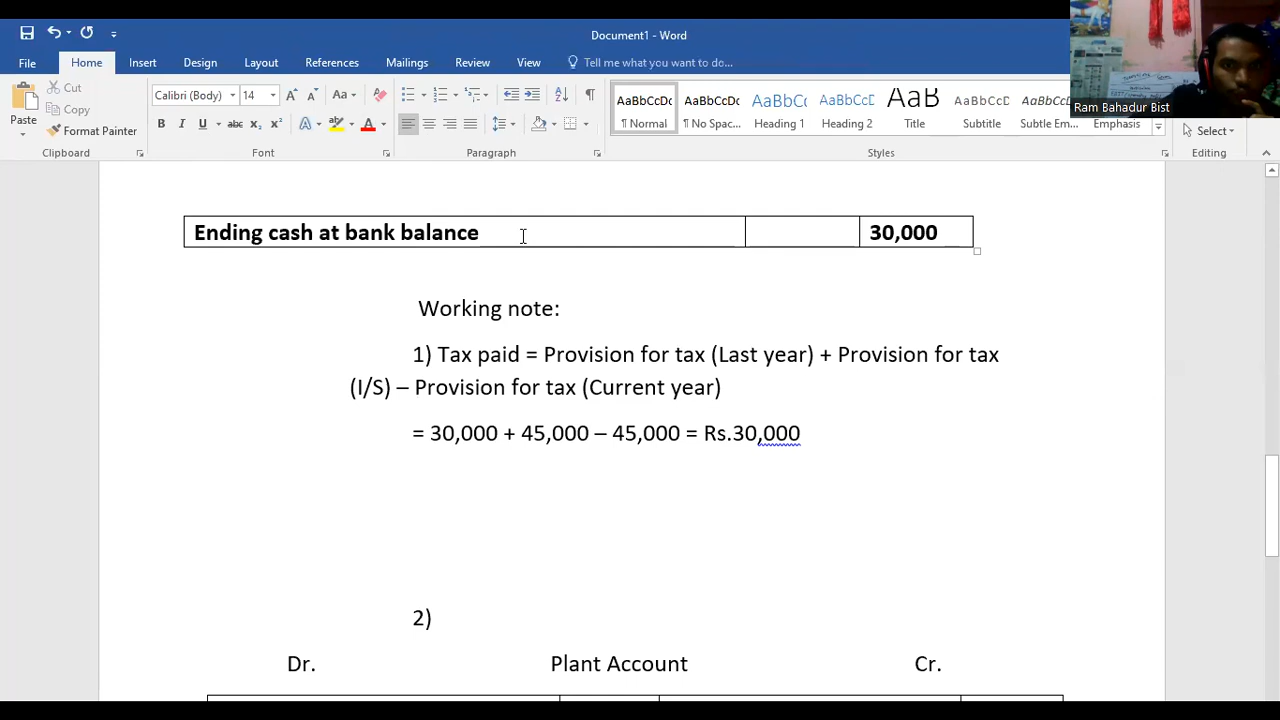 Document1 - Word
File Home Insert Design Layout References Mailings Review View Tell me what you want to do...
Cut
Copy
Format Painter
Paste
Clipboard
Calibri (Body) 14
Font
Paragraph
AaBbCcDc AaBbCcDc AaBbCc AaBbCcD AaB AaBbCcD AaBbCcD
¶ Normal ¶ No Spac... Heading 1 Heading 2 Title Subtitle Subtle Em... Emphasis
Styles
Select
Editing
Ram Bahadur Bist
Ending cash at bank balance 30,000
Working note:
1) Tax paid = Provision for tax (Last year) + Provision for tax
(I/S) – Provision for tax (Current year)
= 30,000 + 45,000 – 45,000 = Rs.30,000
2)
Dr. Plant Account Cr.